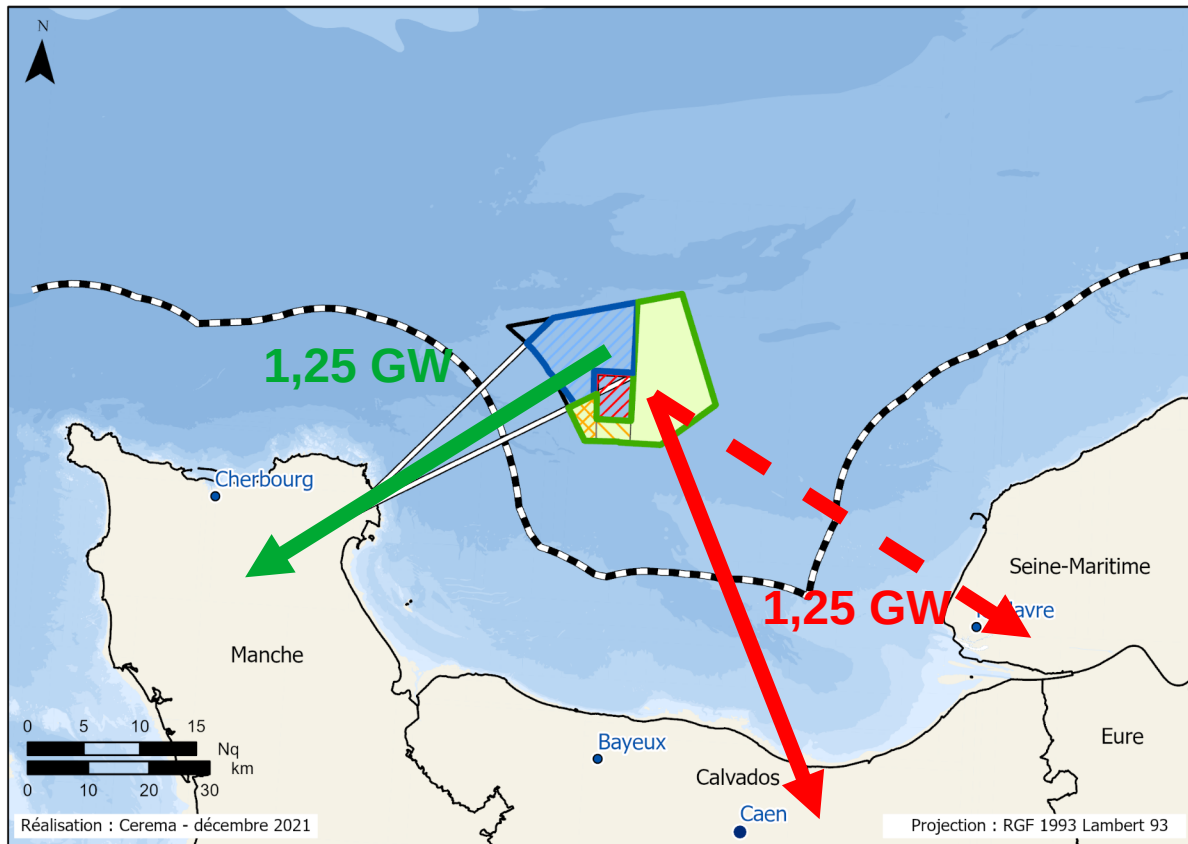 N
1,25 GW
Cherbourg
Seine-Maritime
1,25 GW
avre
Manche
0 5 10 15
Nq
km
0 10 20 30
Bayeux
Eure
Calvados
Caen
Réalisation : Cerema - décembre 2021
Projection : RGF 1993 Lambert 93